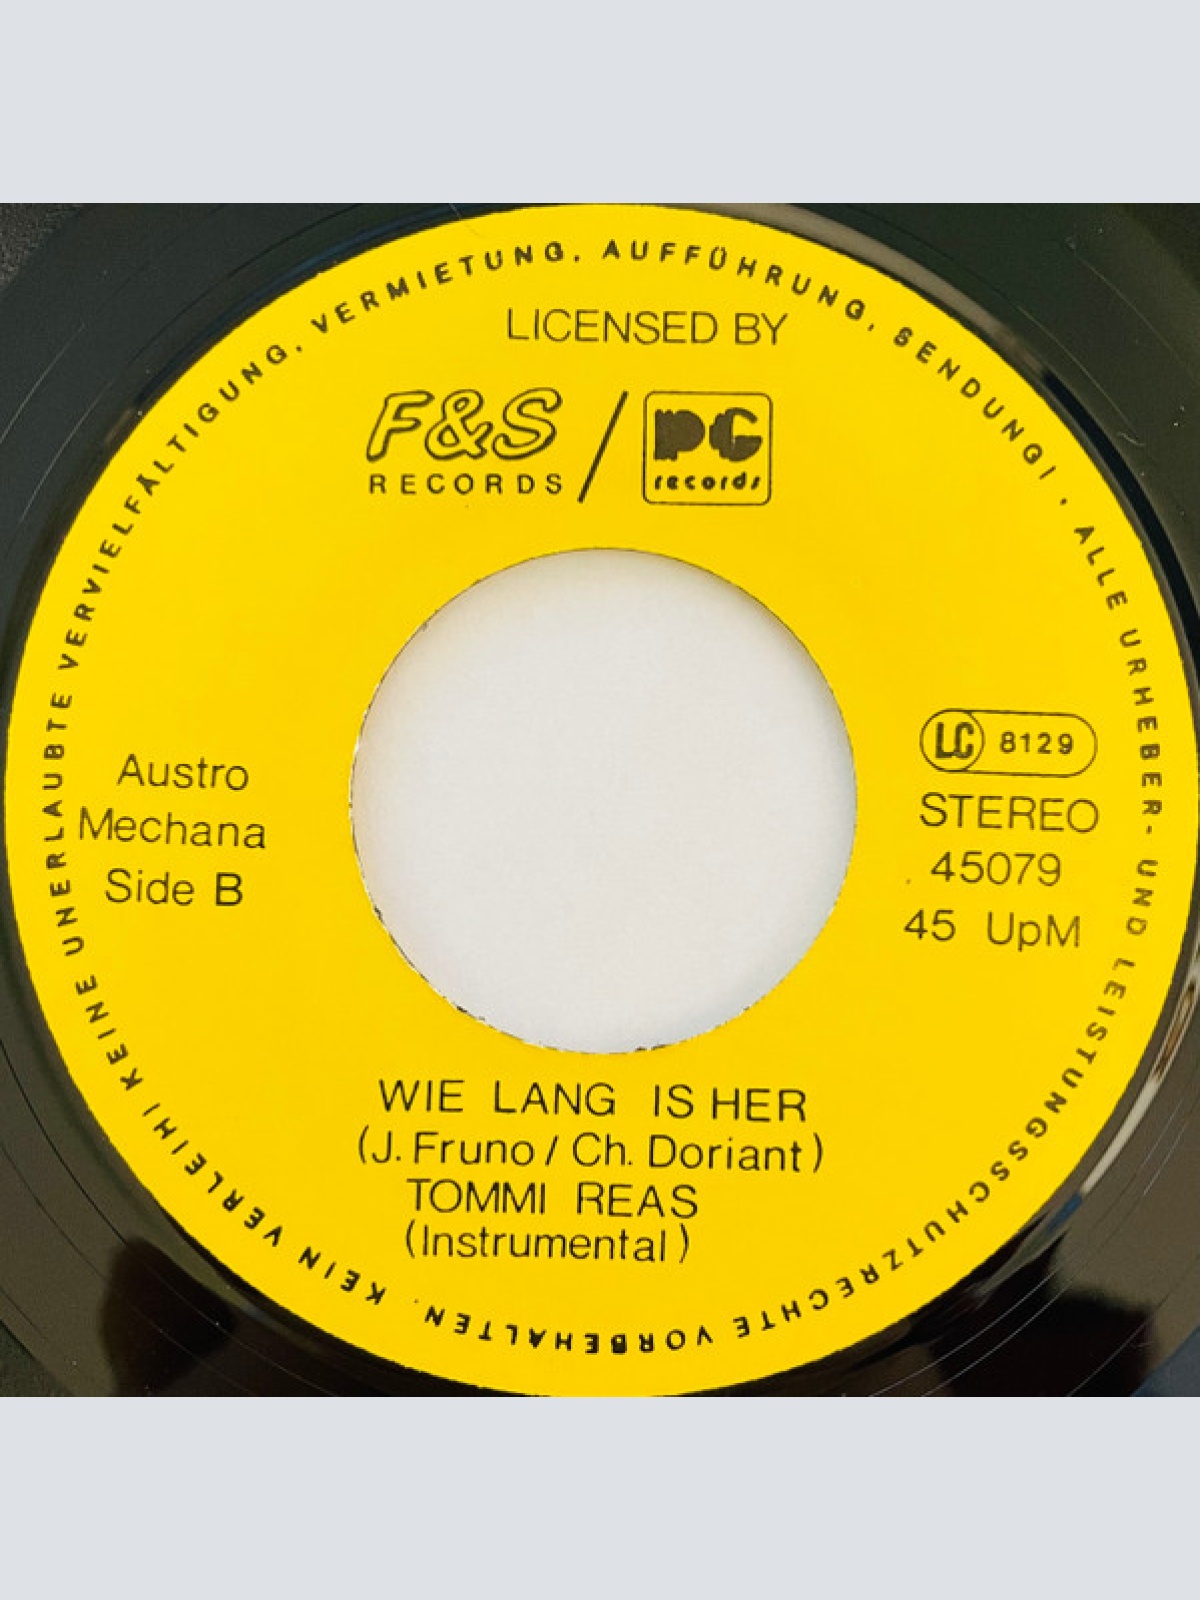 KEINE UNERLAUBTE VERVIELFÄLTIGUNG, VERMIETUNG, AUFFÜHRUNG, SENDUNG! · ALLE URHEBER- UND LEISTUNGSSCHUTZRECHTE VORBEHALTEN. KEIN VERLEIH!
LICENSED BY
F&S RECORDS / PG records
Austro
Mechana
Side B
LC 8129
STEREO
45079
45 UpM
WIE LANG IS HER
(J. Fruno / Ch. Doriant)
TOMMI REAS
(Instrumental)